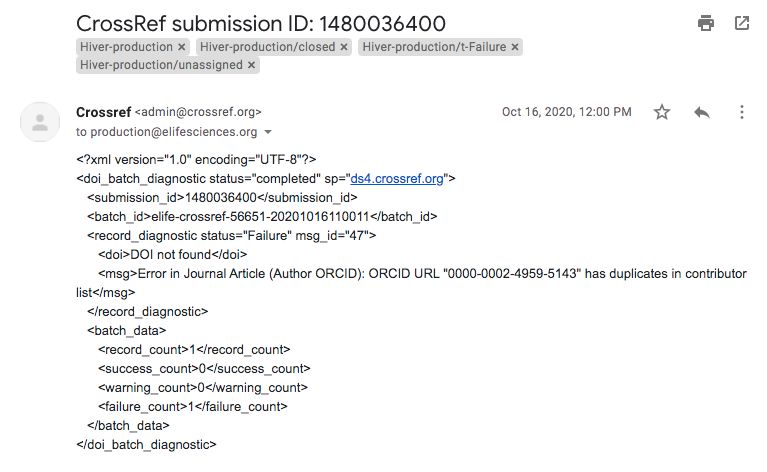 CrossRef submission ID: 1480036400
Hiver-production × Hiver-production/closed × Hiver-production/t-Failure ×
Hiver-production/unassigned ×
Crossref <admin@crossref.org> Oct 16, 2020, 12:00 PM
to production@elifesciences.org
<?xml version="1.0" encoding="UTF-8"?>
<doi_batch_diagnostic status="completed" sp="ds4.crossref.org">
<submission_id>1480036400</submission_id>
<batch_id>elife-crossref-56651-20201016110011</batch_id>
<record_diagnostic status="Failure" msg_id="47">
<doi>DOI not found</doi>
<msg>Error in Journal Article (Author ORCID): ORCID URL "0000-0002-4959-5143" has duplicates in contributor
list</msg>
</record_diagnostic>
<batch_data>
<record_count>1</record_count>
<success_count>0</success_count>
<warning_count>0</warning_count>
<failure_count>1</failure_count>
</batch_data>
</doi_batch_diagnostic>